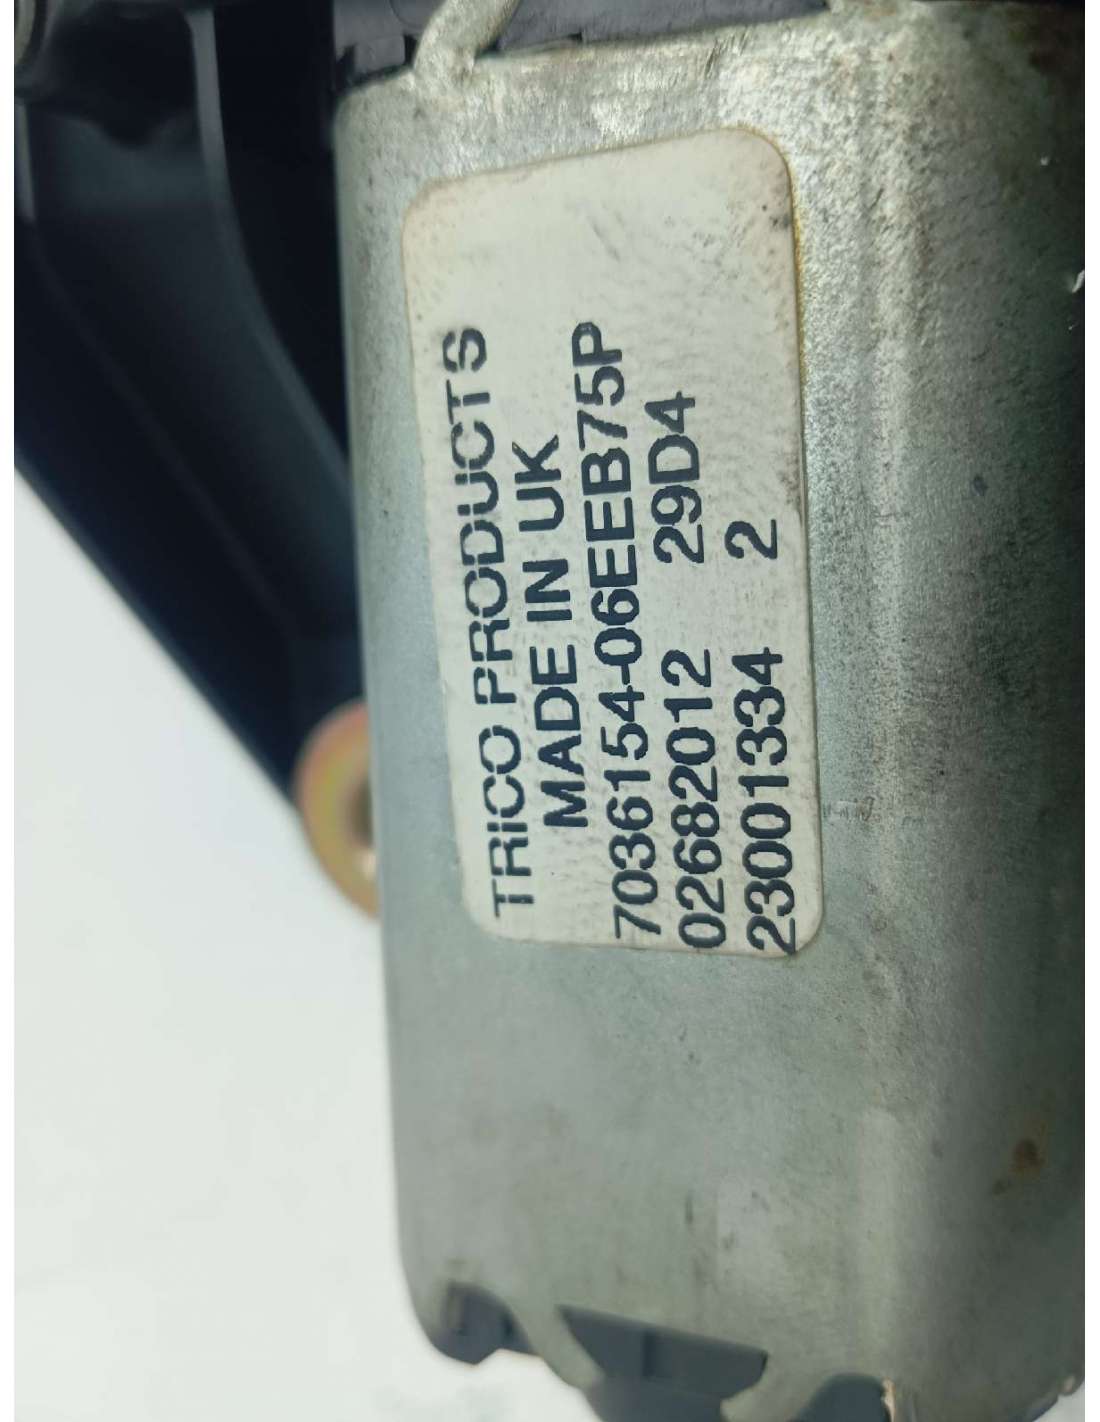 TRiCO PRODUCTS
MADE IN UK
7036154-06EEB75P
02682012 29D4
23001334 2